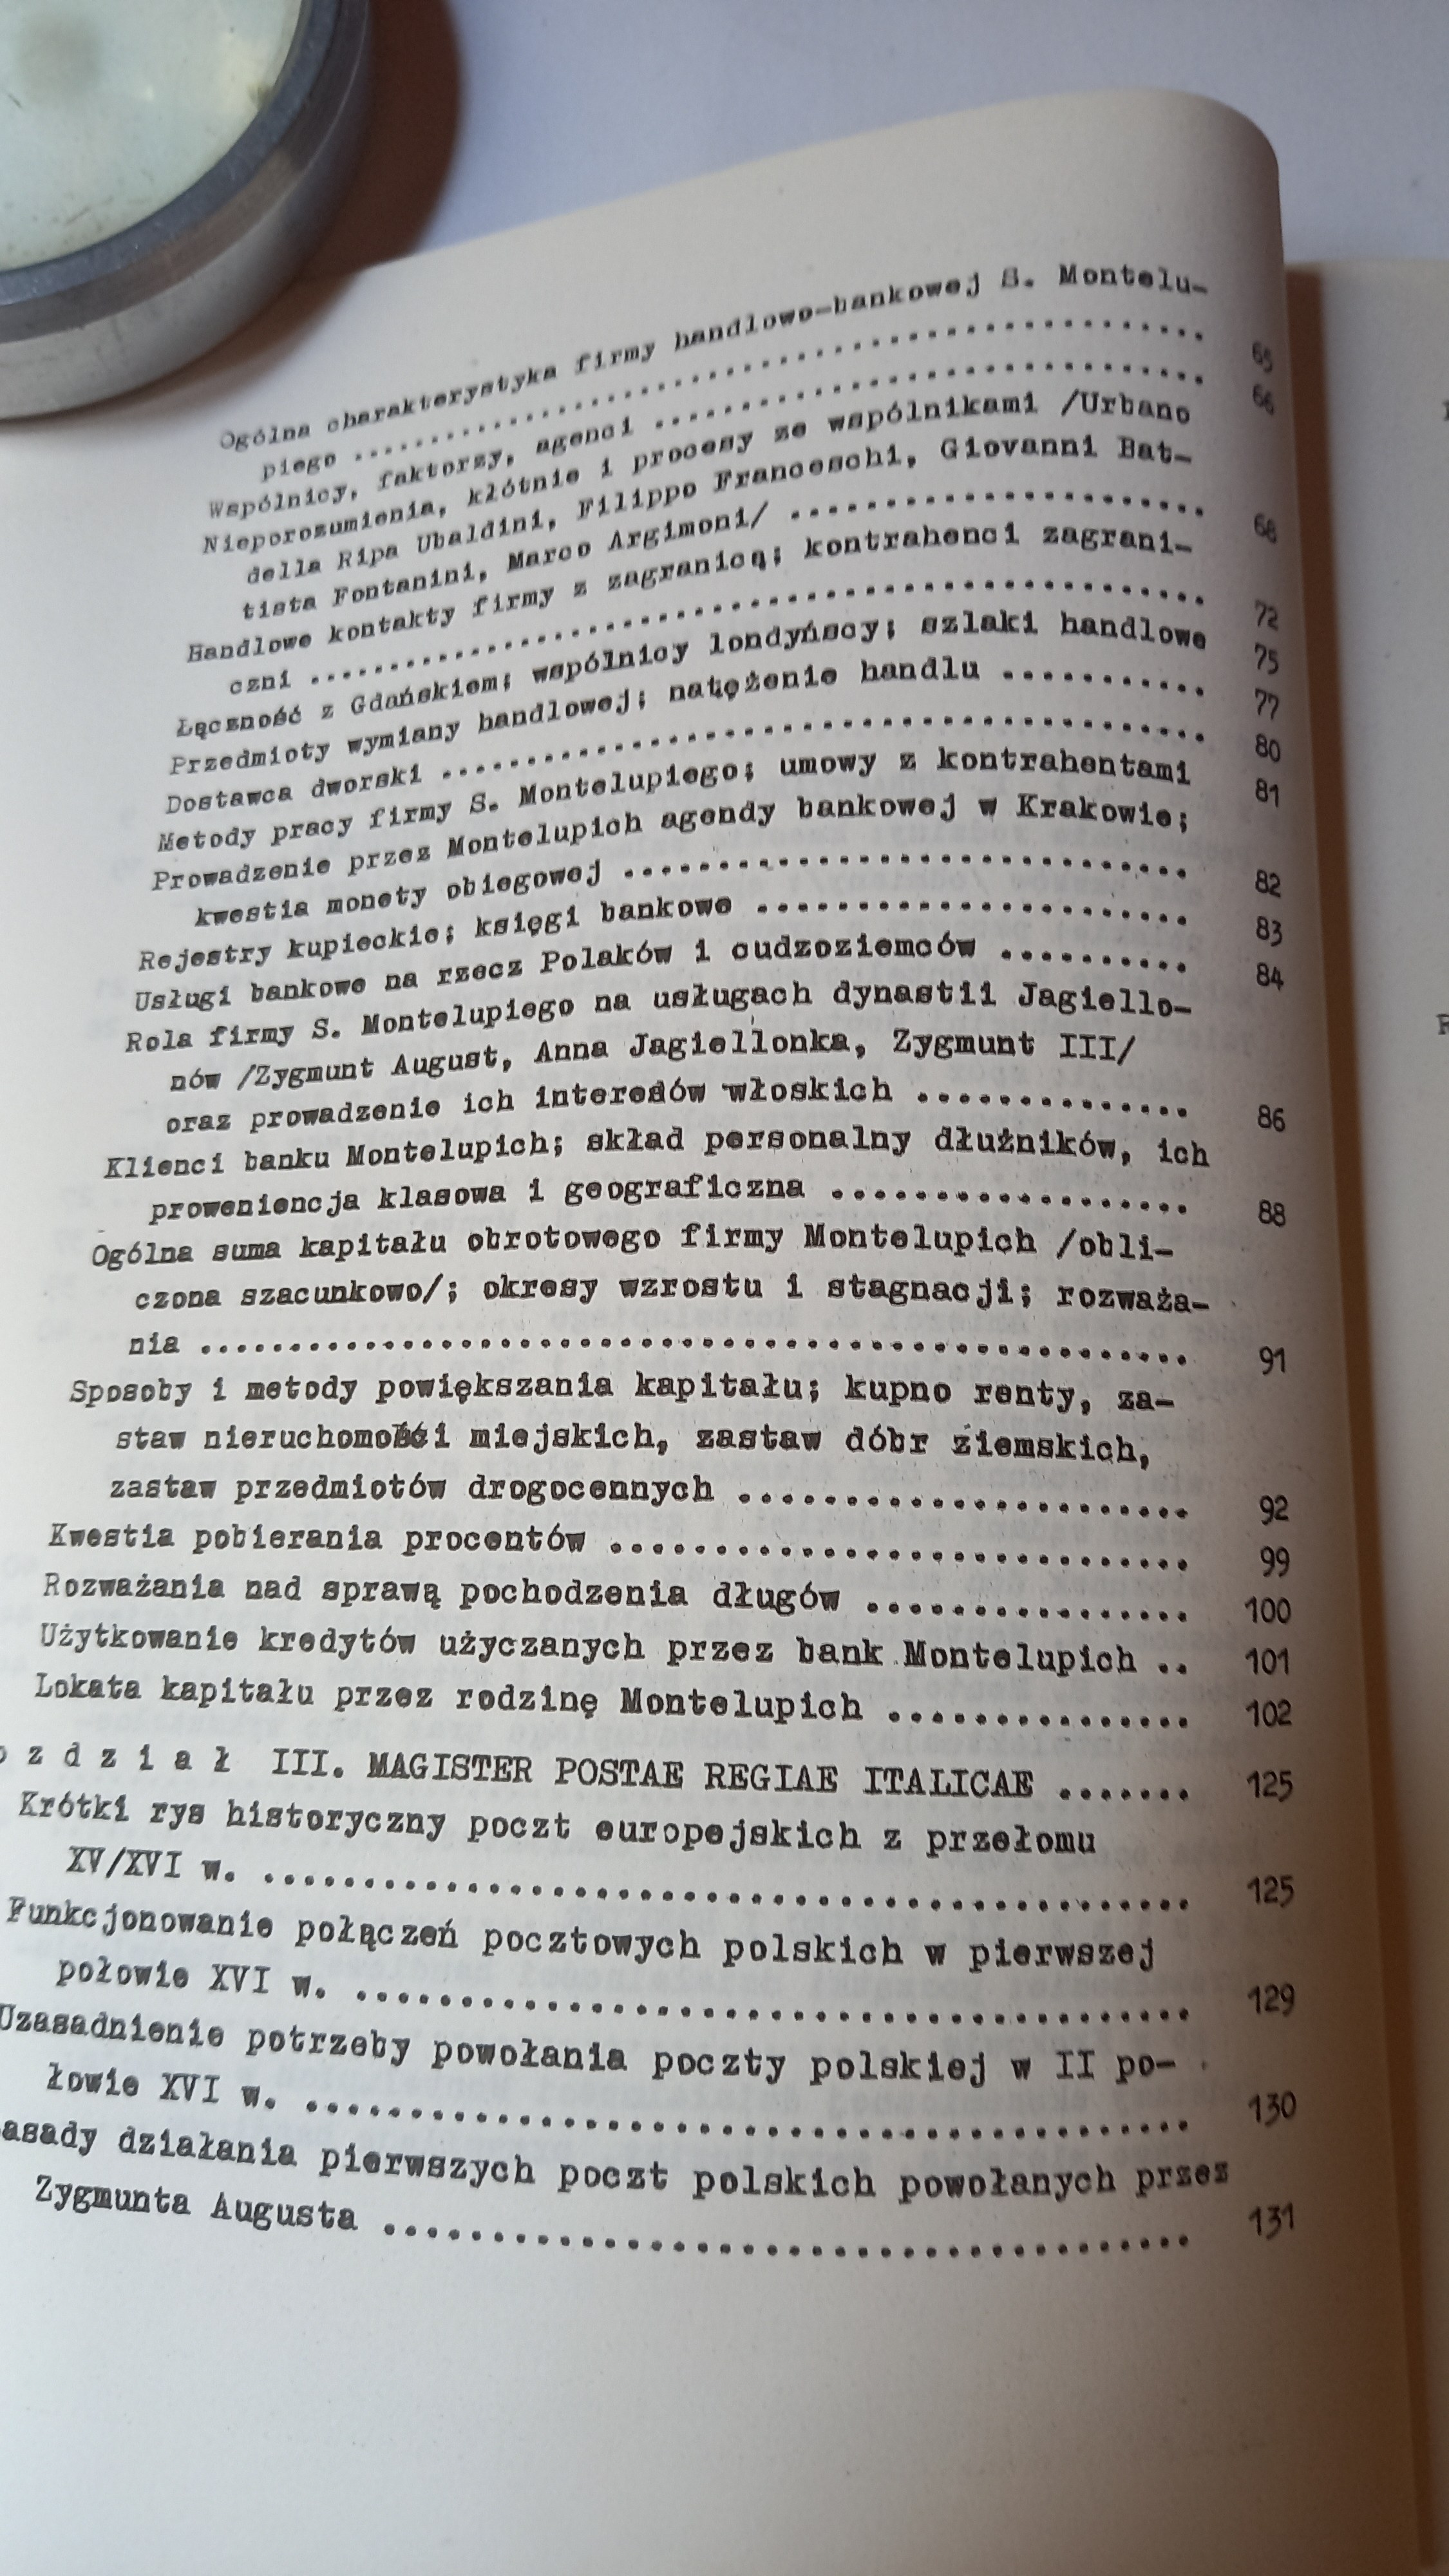 Ogólna charakterystyka firmy handlowo-bankowej S. Montelu-
piego ........................................ 65
Wspólnicy, faktorzy, agenci ........................... 66
Nieporozumienia, kłótnie i procesy ze wspólnikami /Urbano
della Ripa Ubaldini, Filippo Franceschi, Giovanni Bat-
tista Fontanini, Marco Argimoni/ .................... 68
Handlowe kontakty firmy z zagranicą; kontrahenci zagrani-
czni ........................................ 72
Łączność z Gdańskiem; wspólnicy londyńscy; szlaki handlowe 75
Przedmioty wymiany handlowej; natężenie handlu ........... 77
Dostawca dworski ..................................... 80
Metody pracy firmy S. Montelupiego; umowy z kontrahentami 81
Prowadzenie przez Montelupich agendy bankowej w Krakowie;
kwestia monety obiegowej ............................ 82
Rejestry kupieckie; księgi bankowe ..................... 83
Usługi bankowe na rzecz Polaków i cudzoziemców .......... 84
Rola firmy S. Montelupiego na usługach dynastii Jagiello-
nów /Zygmunt August, Anna Jagiellonka, Zygmunt III/
oraz prowadzenie ich interesów włoskich .............. 86
Klienci banku Montelupich; skład personalny dłużników, ich
proweniencja klasowa i geograficzna .................. 88
Ogólna suma kapitału obrotowego firmy Montelupich /obli-
czona szacunkowo/; okresy wzrostu i stagnacji; rozważa-
nia ............................................. 91
Sposoby i metody powiększania kapitału; kupno renty, za-
staw nieruchomości miejskich, zastaw dóbr ziemskich,
zastaw przedmiotów drogocennych ..................... 92
Kwestia pobierania procentów ........................... 99
Rozważania nad sprawą pochodzenia długów ............... 100
Użytkowanie kredytów użyczanych przez bank Montelupich .. 101
Lokata kapitału przez rodzinę Montelupich .............. 102
o z d z i a ł III. MAGISTER POSTAE REGIAE ITALICAE ....... 125
Krótki rys historyczny poczt europejskich z przełomu
XV/XVI w. .......................................... 125
Funkcjonowanie połączeń pocztowych polskich w pierwszej
połowie XVI w. ..................................... 129
Uzasadnienie potrzeby powołania poczty polskiej w II po-
łowie XVI w. ....................................... 130
asady działania pierwszych poczt polskich powołanych przez
Zygmunta Augusta ................................... 131